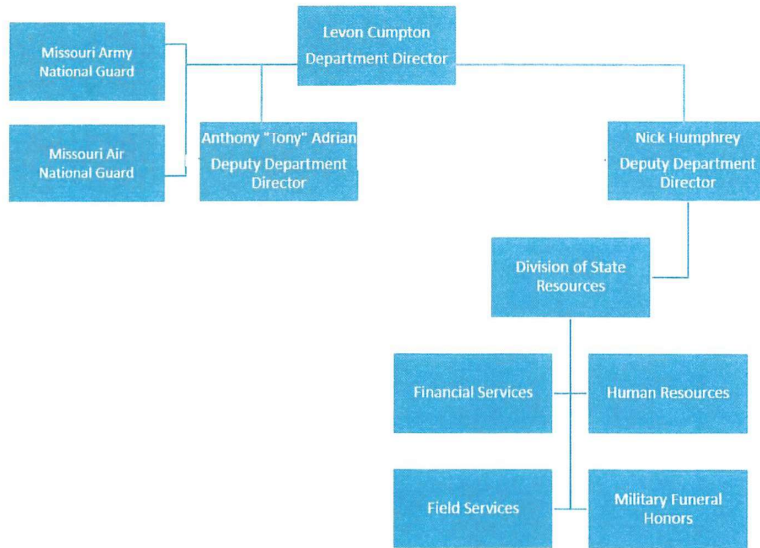 Levon Cumpton
Department Director
Missouri Army
National Guard
Missouri Air
National Guard
Anthony "Tony" Adrian
Deputy Department
Director
Nick Humphrey
Deputy Department
Director
Division of State
Resources
Financial Services
Human Resources
Field Services
Military Funeral
Honors